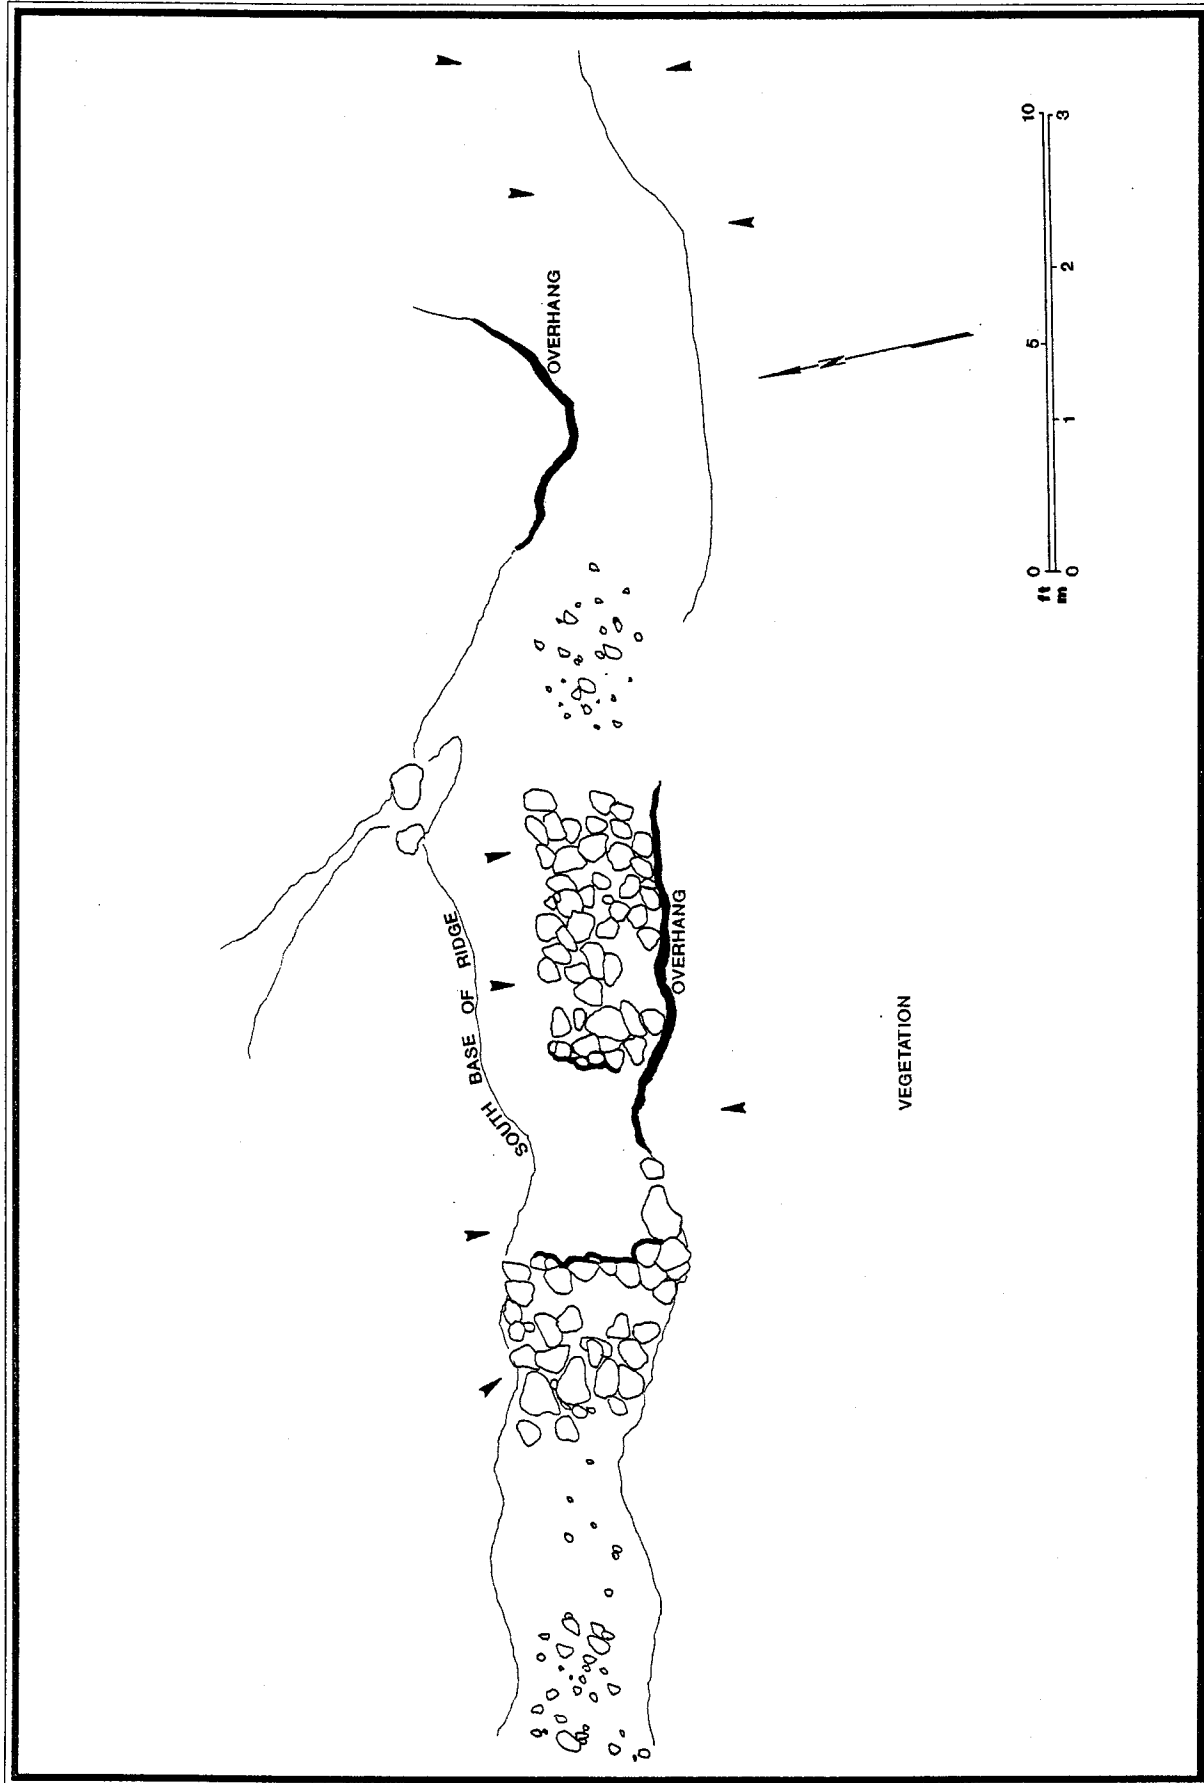 OVERHANG
SOUTH BASE OF RIDGE
OVERHANG
VEGETATION
N
ft 0 5 10
m 0 1 2 3